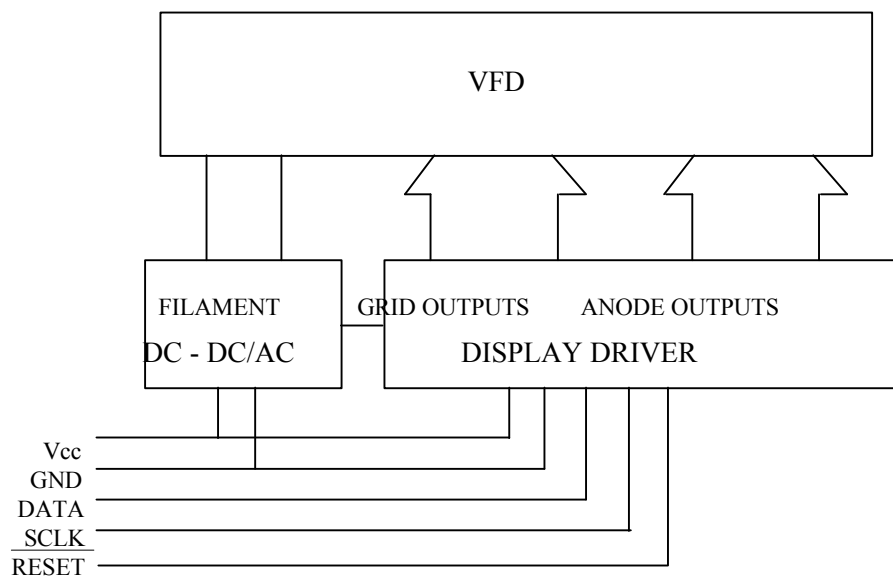 VFD
FILAMENT GRID OUTPUTS ANODE OUTPUTS
DC - DC/AC DISPLAY DRIVER
Vcc
GND
DATA
SCLK
RESET